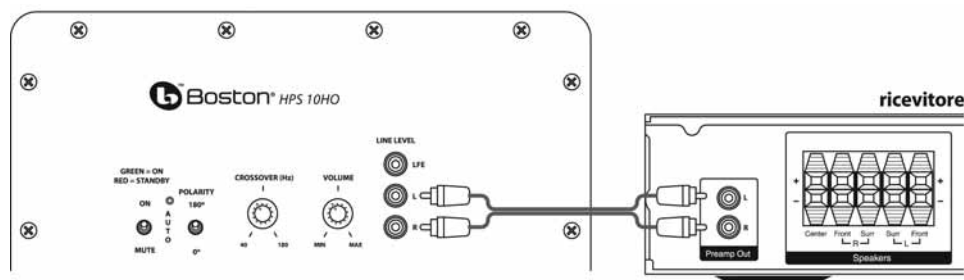 Boston® HPS 10HO
™
ricevitore
LINE LEVEL
LFE
L
R
GREEN = ON
RED = STANDBY
POLARITY
180°
0°
ON
AUTO
MUTE
CROSSOVER (Hz)
40 180
VOLUME
MIN MAX
L
R
Preamp Out
+ +
– –
Center Front Surr Surr Front
R L
Speakers